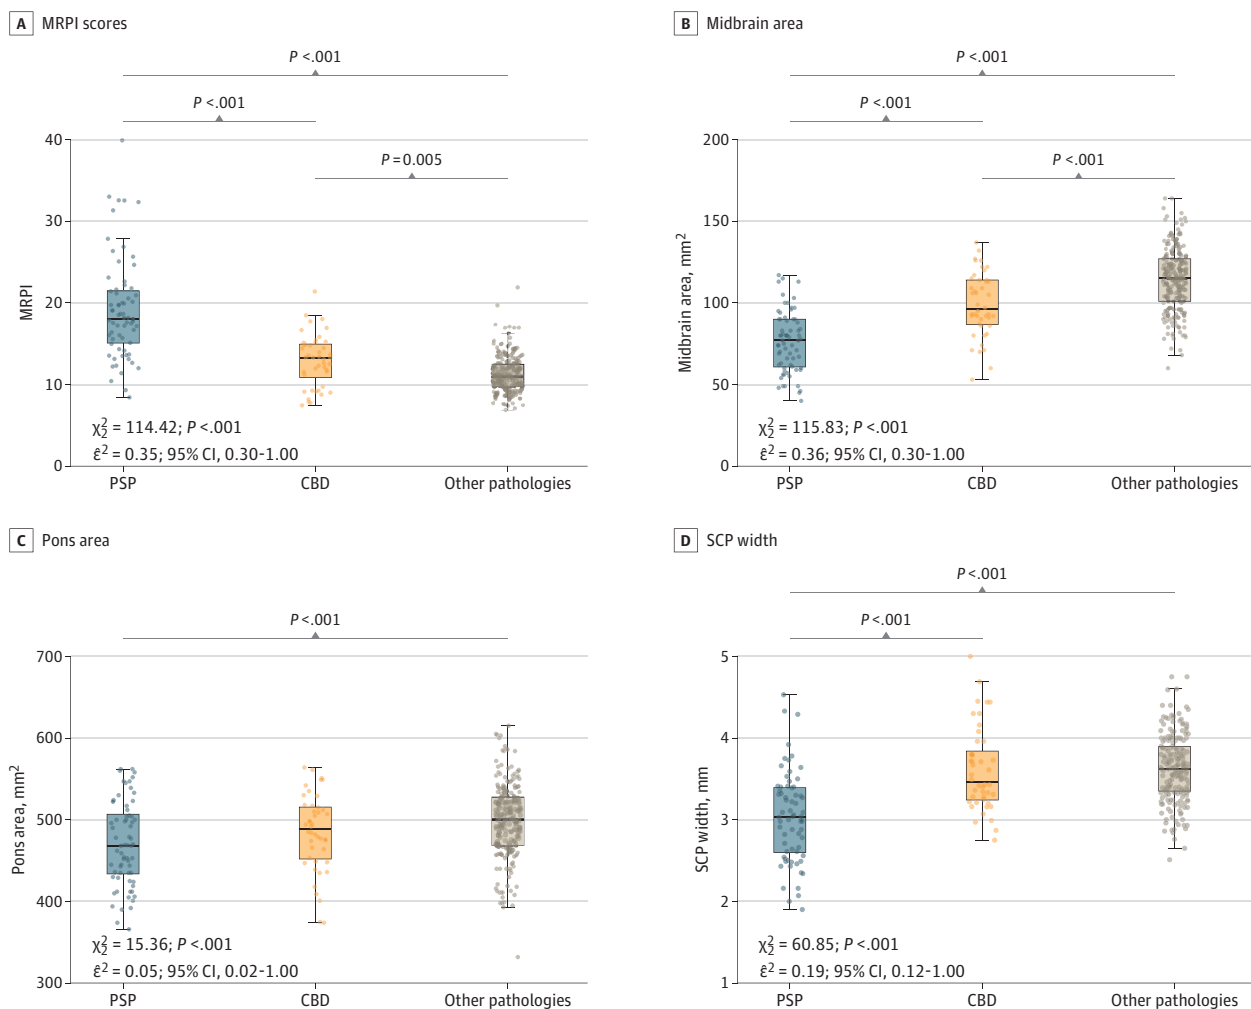 A MRPI scores
P <.001
P <.001
P = 0.005
MRPI
40
30
20
10
0
χ²₂ = 114.42; P <.001
ε̂² = 0.35; 95% CI, 0.30-1.00
PSP CBD Other pathologies
B Midbrain area
P <.001
P <.001
P <.001
Midbrain area, mm²
200
150
100
50
0
χ²₂ = 115.83; P <.001
ε̂² = 0.36; 95% CI, 0.30-1.00
PSP CBD Other pathologies
C Pons area
P <.001
Pons area, mm²
700
600
500
400
300
χ²₂ = 15.36; P <.001
ε̂² = 0.05; 95% CI, 0.02-1.00
PSP CBD Other pathologies
D SCP width
P <.001
P <.001
SCP width, mm
5
4
3
2
1
χ²₂ = 60.85; P <.001
ε̂² = 0.19; 95% CI, 0.12-1.00
PSP CBD Other pathologies